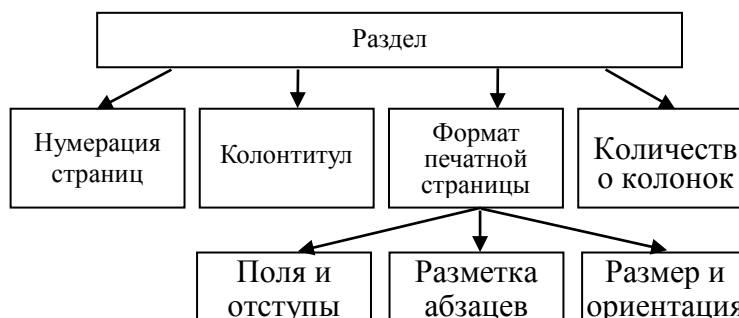 Раздел
Нумерация
страниц
Колонтитул
Формат
печатной
страницы
Количеств
о колонок
Поля и
отступы
Разметка
абзацев
Размер и
ориентация